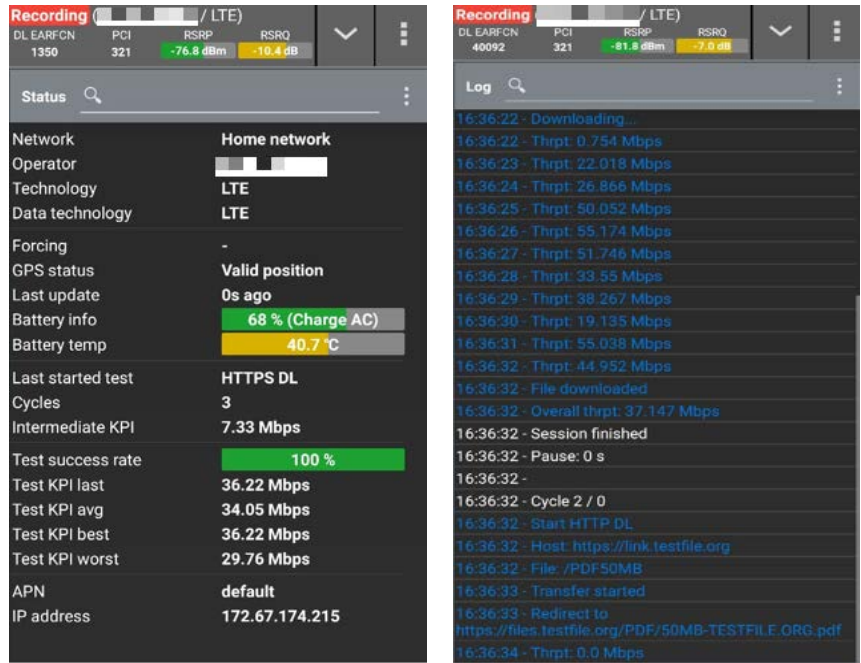 Recording ( / LTE)
DL EARFCN PCI RSRP RSRQ
1350 321 -76.8 dBm -10.4 dB
Status
Network Home network
Operator
Technology LTE
Data technology LTE
Forcing -
GPS status Valid position
Last update 0s ago
Battery info 68 % (Charge AC)
Battery temp 40.7 °C
Last started test HTTPS DL
Cycles 3
Intermediate KPI 7.33 Mbps
Test success rate 100 %
Test KPI last 36.22 Mbps
Test KPI avg 34.05 Mbps
Test KPI best 36.22 Mbps
Test KPI worst 29.76 Mbps
APN default
IP address 172.67.174.215
Recording ( / LTE)
DL EARFCN PCI RSRP RSRQ
40092 321 -81.8 dBm -7.0 dB
Log
16:36:22 - Downloading...
16:36:22 - Thrpt: 0.754 Mbps
16:36:23 - Thrpt: 22.018 Mbps
16:36:24 - Thrpt: 26.866 Mbps
16:36:25 - Thrpt: 50.052 Mbps
16:36:26 - Thrpt: 55.174 Mbps
16:36:27 - Thrpt: 51.746 Mbps
16:36:28 - Thrpt: 33.55 Mbps
16:36:29 - Thrpt: 38.267 Mbps
16:36:30 - Thrpt: 19.135 Mbps
16:36:31 - Thrpt: 55.038 Mbps
16:36:32 - Thrpt: 44.952 Mbps
16:36:32 - File downloaded
16:36:32 - Overall thrpt: 37.147 Mbps
16:36:32 - Session finished
16:36:32 - Pause: 0 s
16:36:32 -
16:36:32 - Cycle 2 / 0
16:36:32 - Start HTTP DL
16:36:32 - Host: https://link.testfile.org
16:36:32 - File: /PDF50MB
16:36:33 - Transfer started
16:36:33 - Redirect to
https://files.testfile.org/PDF/50MB-TESTFILE.ORG.pdf
16:36:34 - Thrpt: 0.0 Mbps